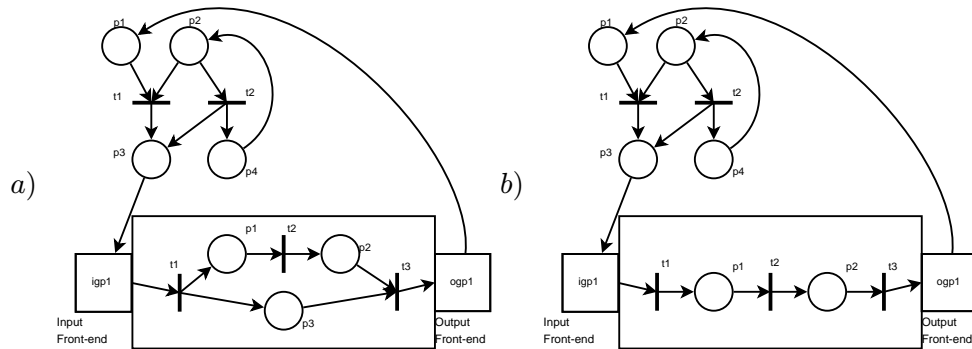 a)
p1
p2
t1
t2
p3
p4
igp1
t1
p1
t2
p2
t3
p3
ogp1
Input
Front-end
Output
Front-end
b)
p1
p2
t1
t2
p3
p4
igp1
t1
p1
t2
p2
t3
ogp1
Input
Front-end
Output
Front-end